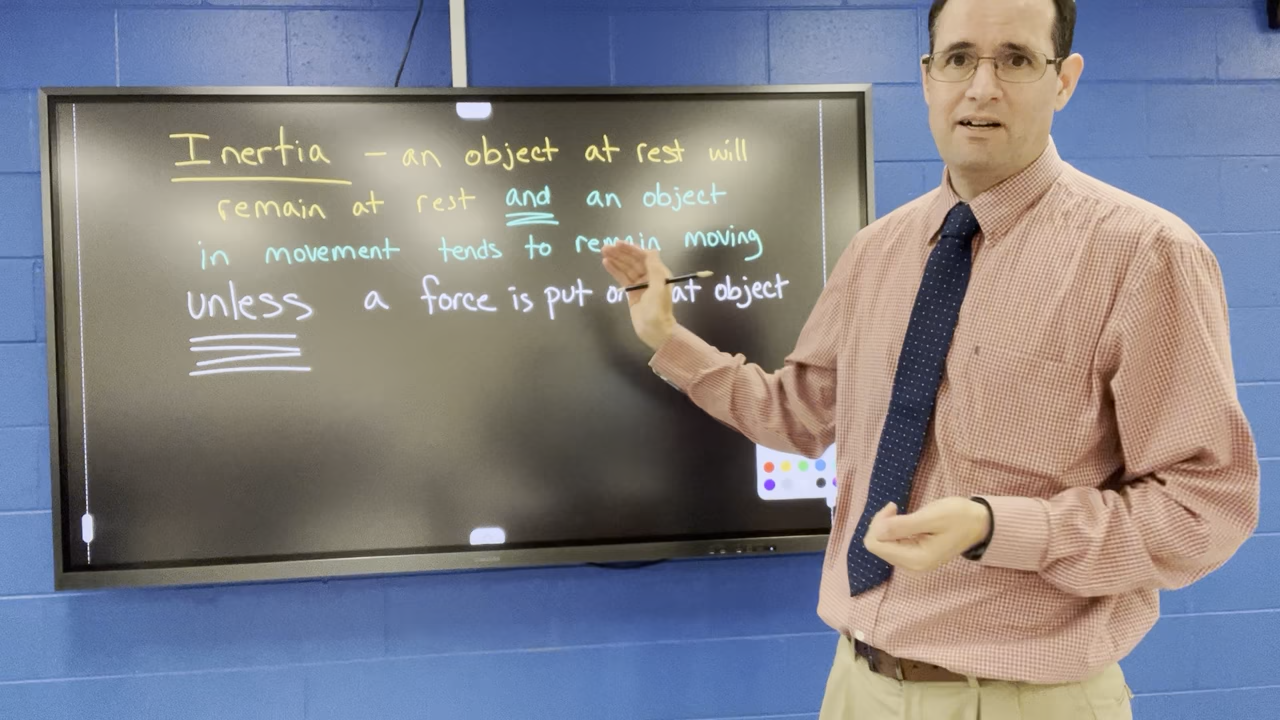 Inertia - an object at rest will
remain at rest and an object
in movement tends to remain moving
unless a force is put object